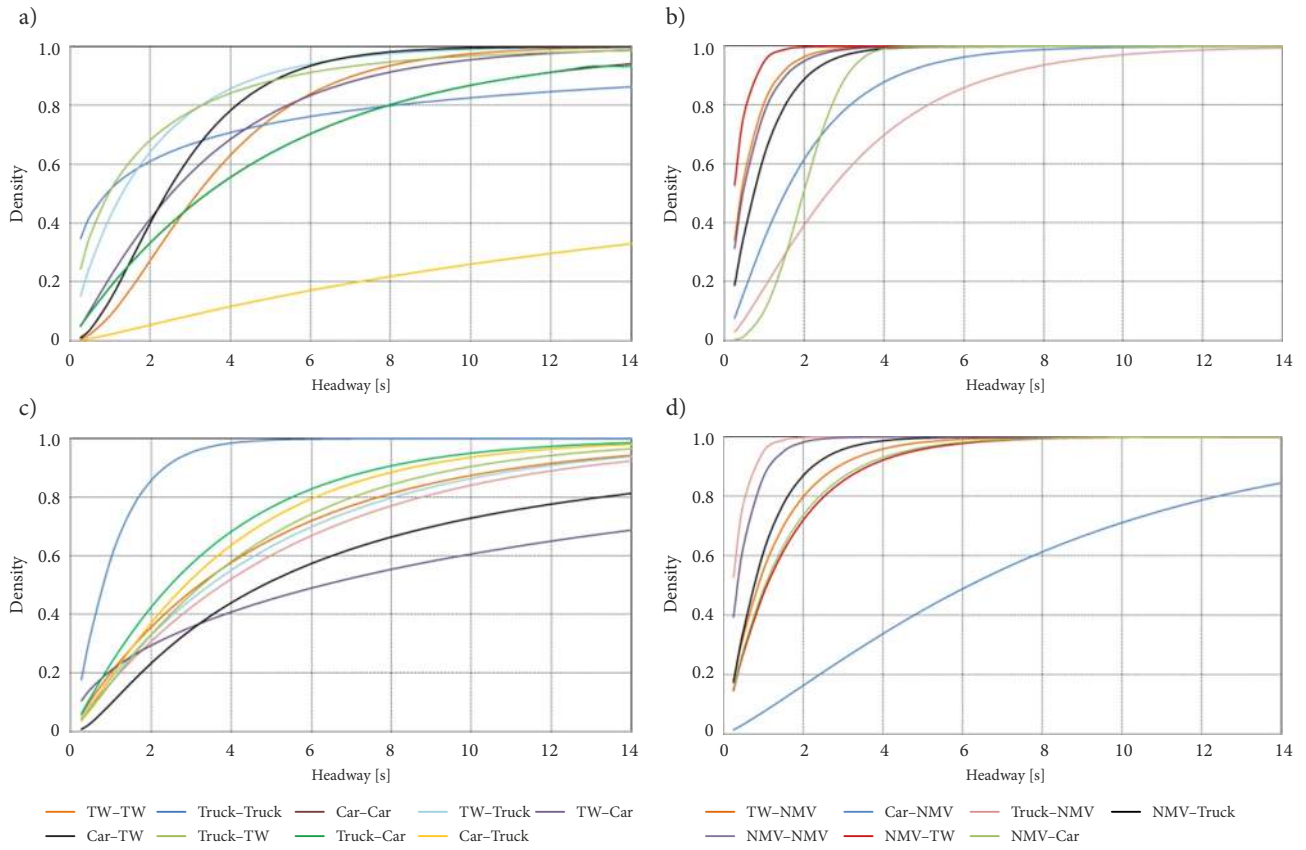 a)
b)
1.0
0.8
0.6
0.4
0.2
0
Density
0 2 4 6 8 10 12 14
Headway [s]
1.0
0.8
0.6
0.4
0.2
0
Density
0 2 4 6 8 10 12 14
Headway [s]
c)
d)
1.0
0.8
0.6
0.4
0.2
0
Density
0 2 4 6 8 10 12 14
Headway [s]
1.0
0.8
0.6
0.4
0.2
0
Density
0 2 4 6 8 10 12 14
Headway [s]
TW–TW Truck–Truck Car–Car TW–Truck TW–Car
Car–TW Truck–TW Truck–Car Car–Truck
TW–NMV Car–NMV Truck–NMV NMV–Truck
NMV–NMV NMV–TW NMV–Car